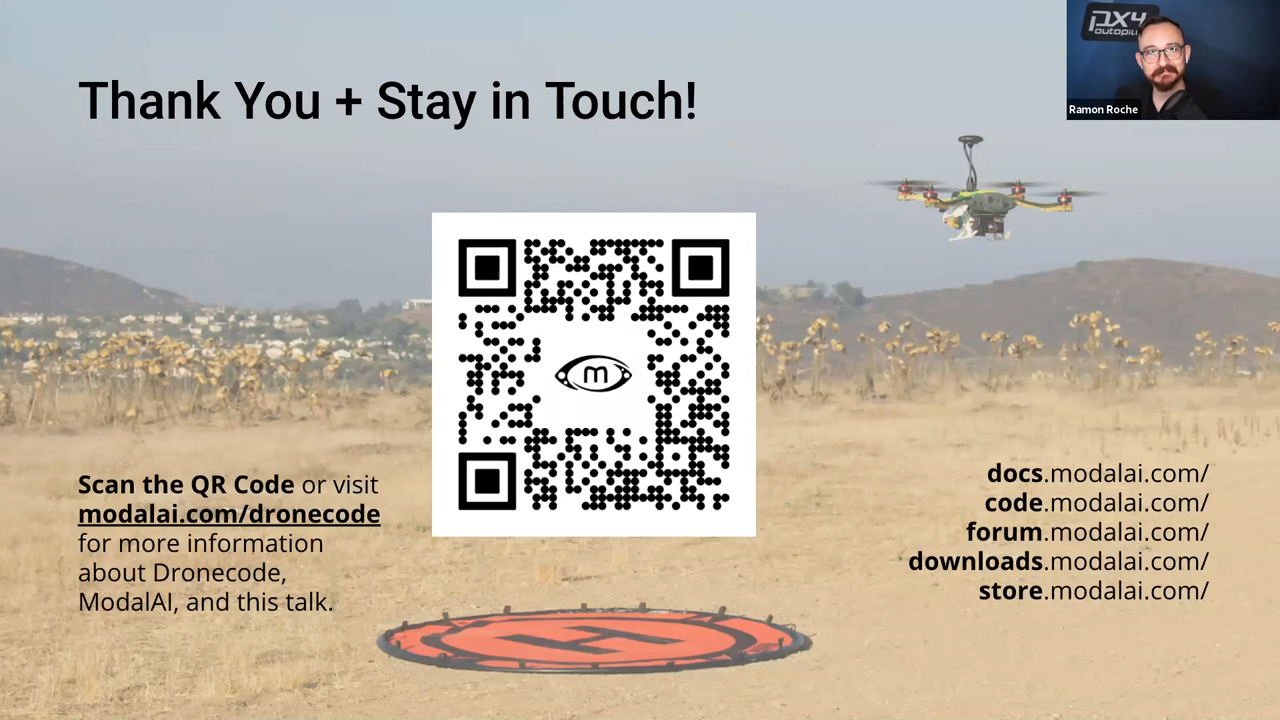 px4
autopilot
Ramon Roche
Thank You + Stay in Touch!
m
Scan the QR Code or visit
modalai.com/dronecode
for more information
about Dronecode,
ModalAI, and this talk.
docs.modalai.com/
code.modalai.com/
forum.modalai.com/
downloads.modalai.com/
store.modalai.com/
H